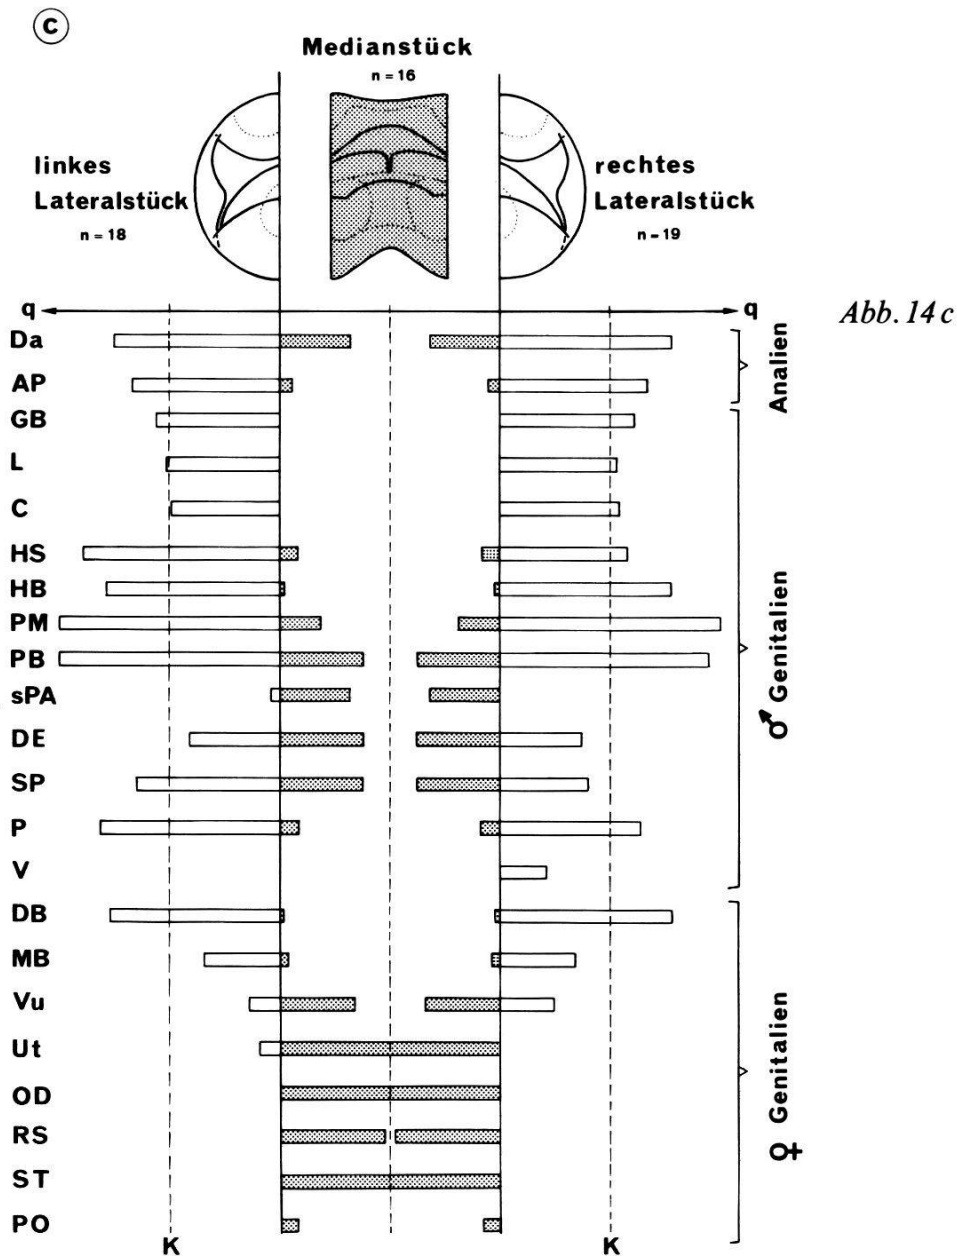 C
Medianstück
n = 16
linkes
Lateralstück
n = 18
rechtes
Lateralstück
n - 19
q
q
Abb. 14 c
Da
AP
GB
L
C
HS
HB
PM
PB
sPA
DE
SP
P
V
DB
MB
Vu
Ut
OD
RS
ST
PO
K
K
Analien
♂ Genitalien
♀ Genitalien